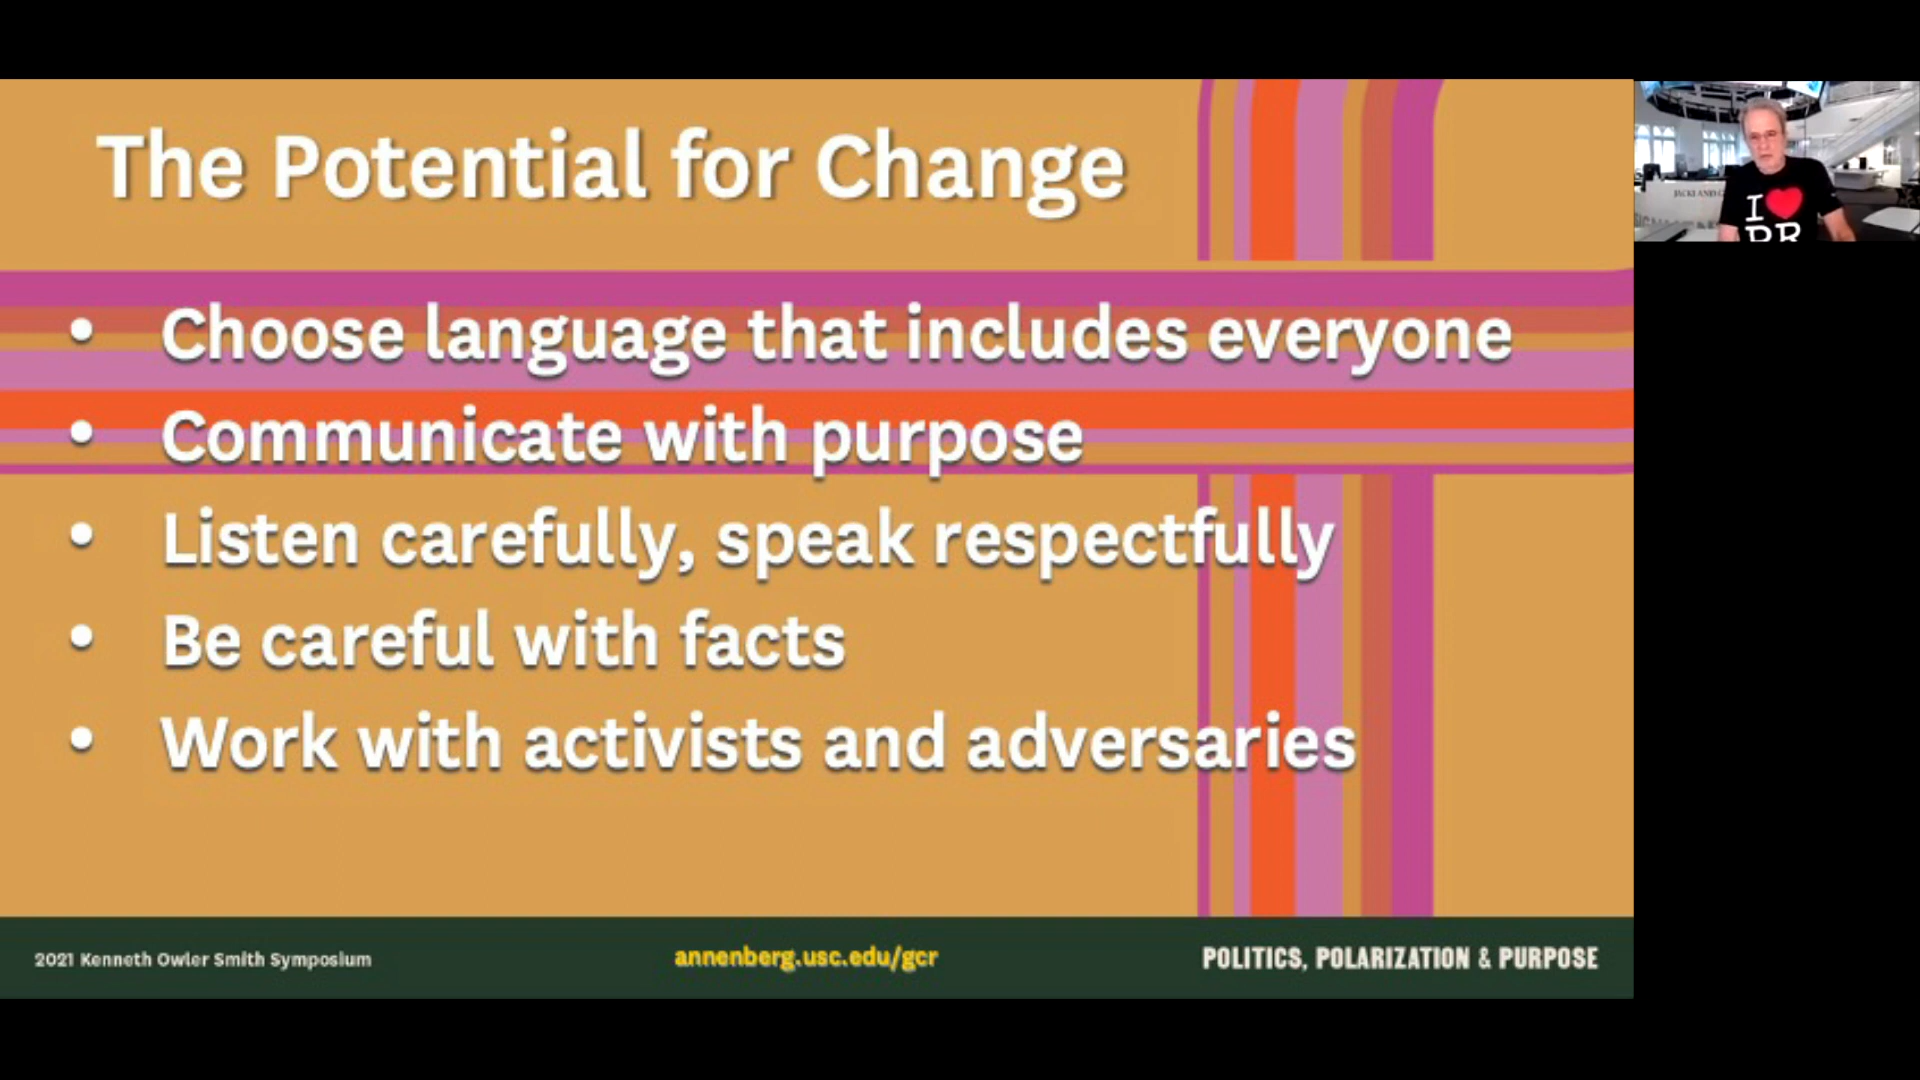 The Potential for Change
• Choose language that includes everyone
• Communicate with purpose
• Listen carefully, speak respectfully
• Be careful with facts
• Work with activists and adversaries
2021 Kenneth Owler Smith Symposium
annenberg.usc.edu/gcr
POLITICS, POLARIZATION & PURPOSE
I ❤
PR